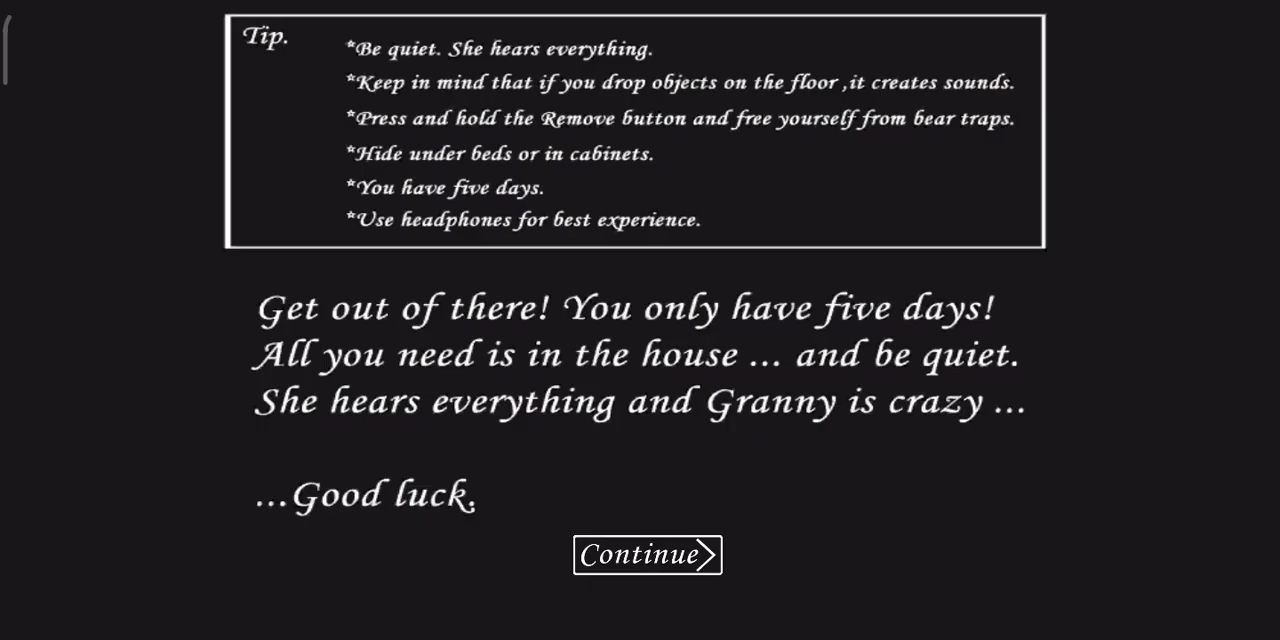 Tip.
*Be quiet. She hears everything.
*Keep in mind that if you drop objects on the floor ,it creates sounds.
*Press and hold the Remove button and free yourself from bear traps.
*Hide under beds or in cabinets.
*You have five days.
*Use headphones for best experience.
Get out of there! You only have five days!
All you need is in the house ... and be quiet.
She hears everything and Granny is crazy ...
...Good luck.
Continue>